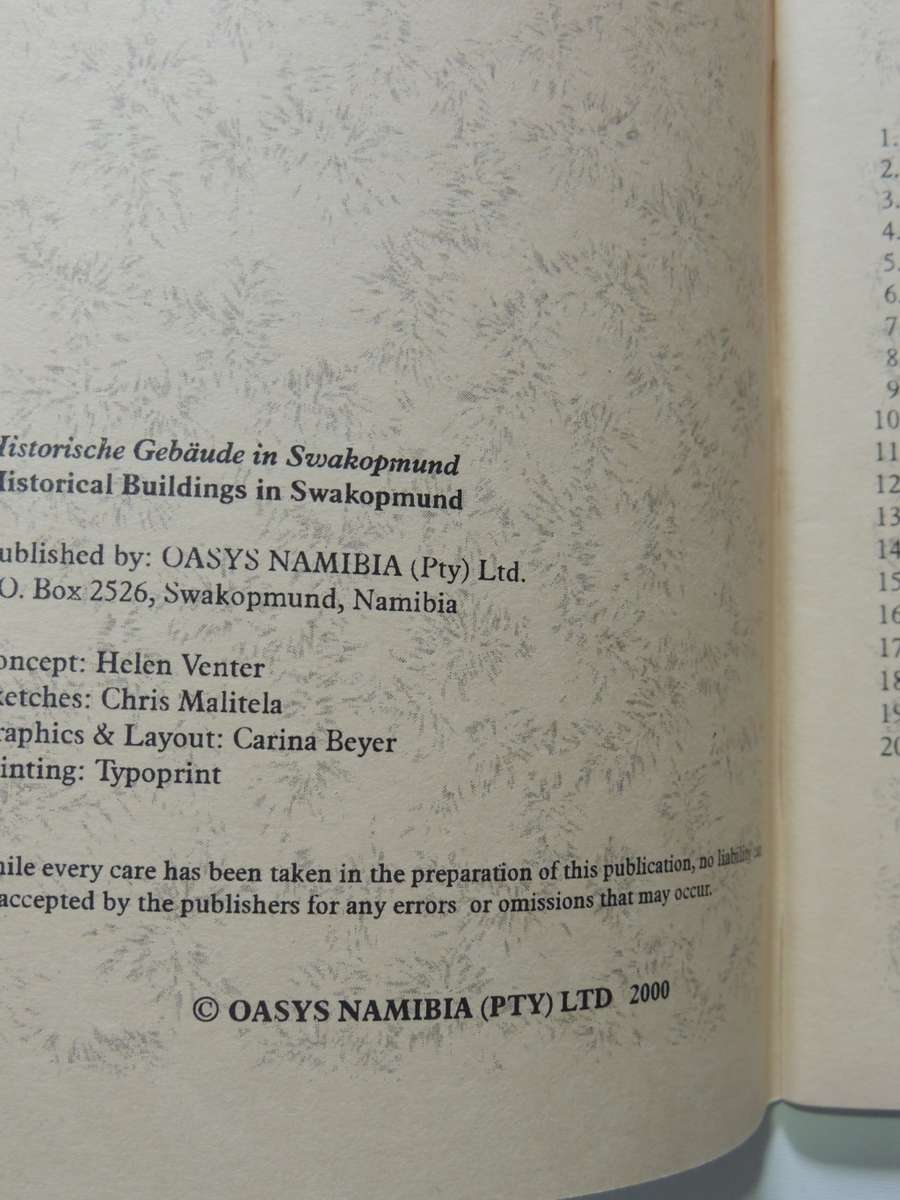 Historische Gebäude in Swakopmund
Historical Buildings in Swakopmund
ublished by: OASYS NAMIBIA (Pty) Ltd.
.O. Box 2526, Swakopmund, Namibia
oncept: Helen Venter
ketches: Chris Malitela
raphics & Layout: Carina Beyer
inting: Typoprint
hile every care has been taken in the preparation of this publication, no liability can
accepted by the publishers for any errors or omissions that may occur.
© OASYS NAMIBIA (PTY) LTD 2000
1.
2.
3.
4.
5.
6.
7
8
9
10
11
12
13
14
15
16
17
18
19
20